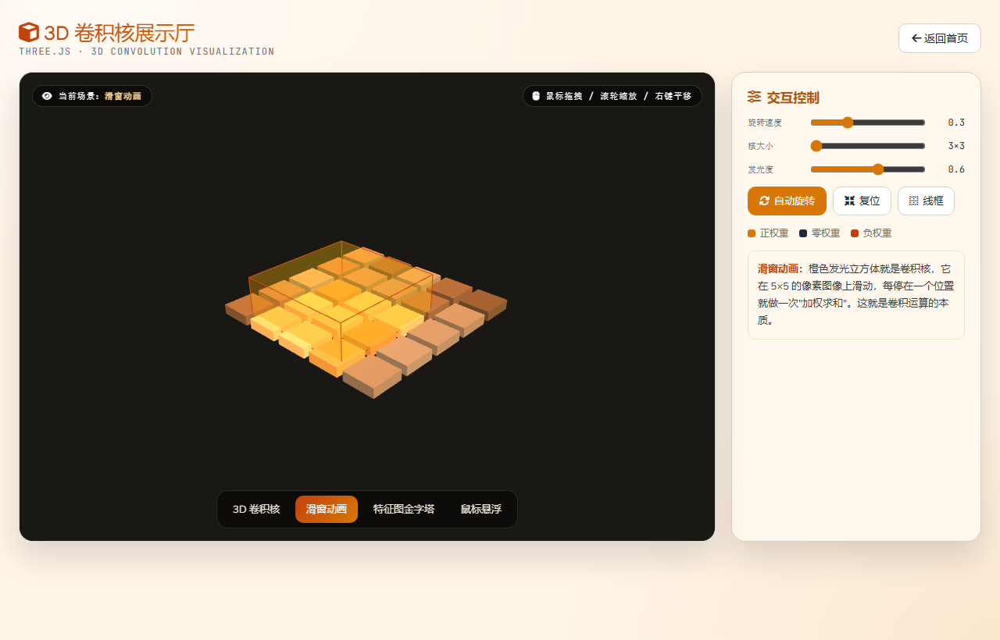 3D 卷积核展示厅
THREE.JS · 3D CONVOLUTION VISUALIZATION
返回首页
当前场景: 滑窗动画
鼠标拖拽 / 滚轮缩放 / 右键平移
3D 卷积核
滑窗动画
特征图金字塔
鼠标悬浮
交互控制
旋转速度 0.3
核大小 3×3
发光度 0.6
自动旋转
复位
线框
正权重
零权重
负权重
滑窗动画：橙色发光立方体就是卷积核，它
在 5×5 的像素图像上滑动，每停在一个位置
就做一次"加权求和"。这就是卷积运算的本
质。